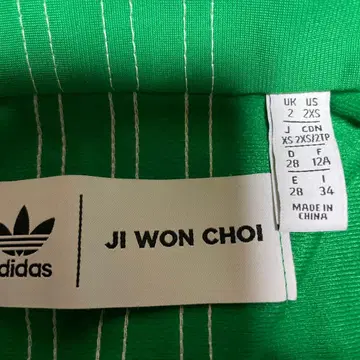 UK US
2 2XS
J CDN
XS 2XS/2TP
D F
28 12A
E I
28 34
MADE IN
CHINA
adidas
JI WON CHOI